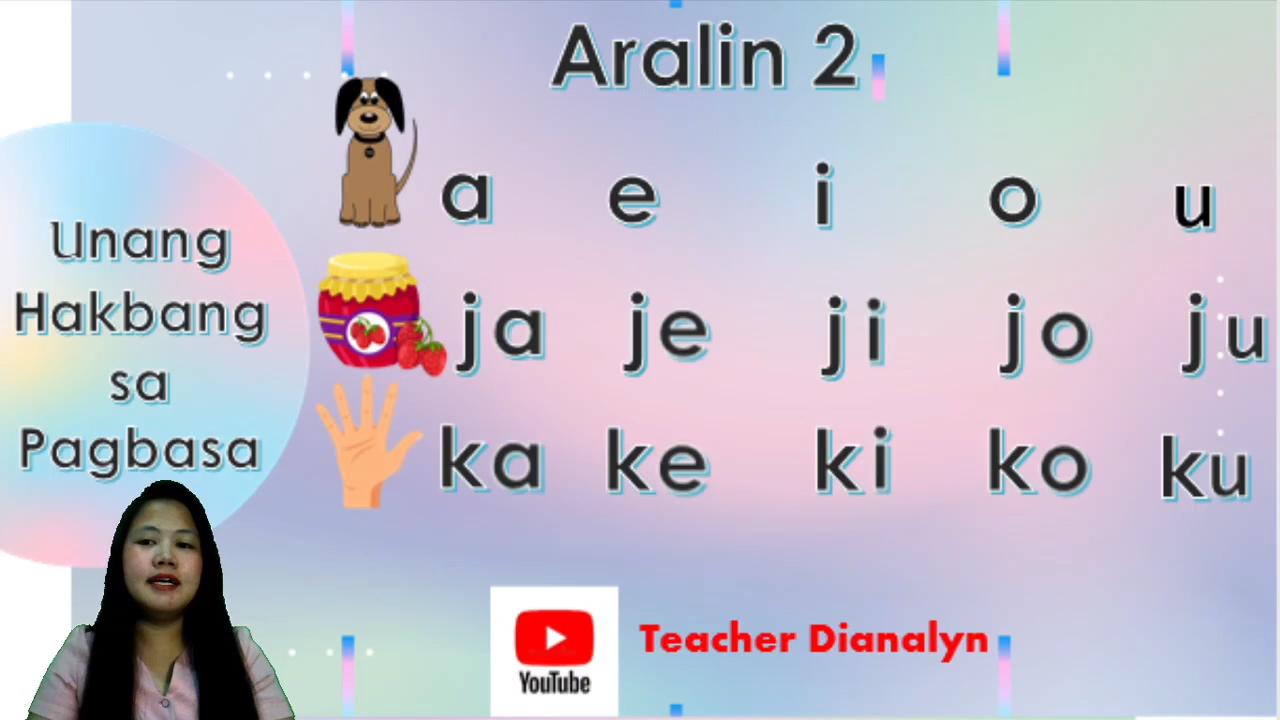 Aralin 2
a e i o u
ja je ji jo ju
ka ke ki ko ku
Unang
Hakbang
sa
Pagbasa
YouTube
Teacher Dianalyn